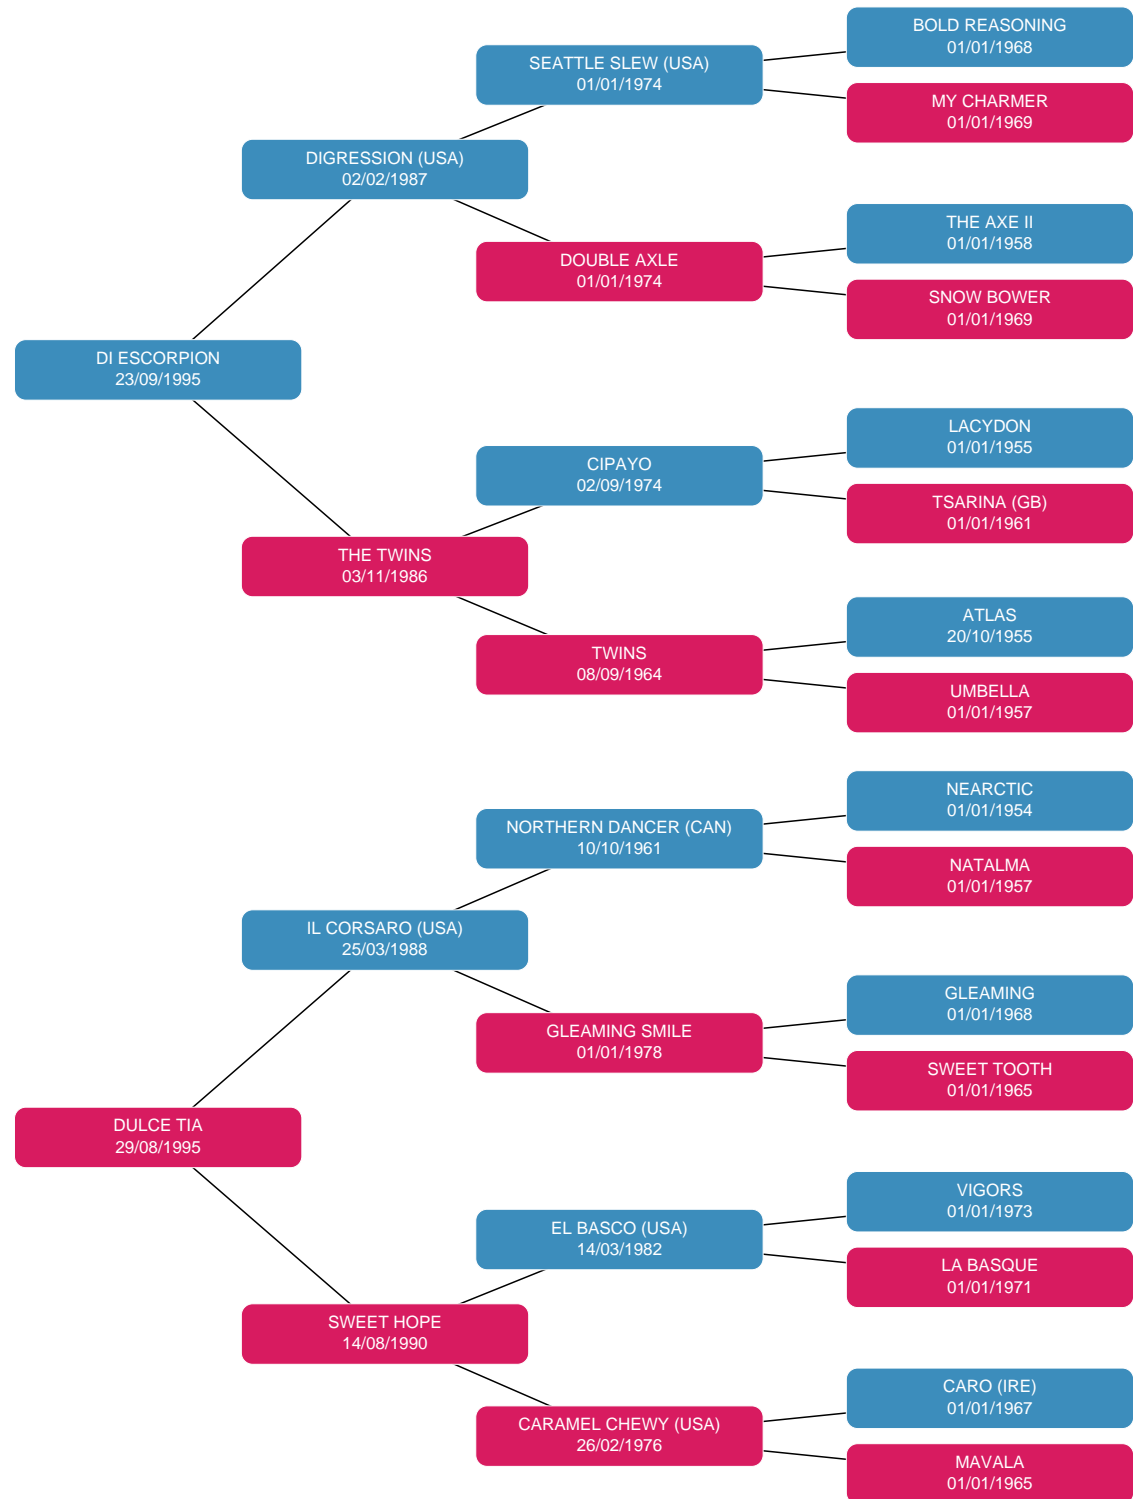 BOLD REASONING
01/01/1968
SEATTLE SLEW (USA)
01/01/1974
MY CHARMER
01/01/1969
DIGRESSION (USA)
02/02/1987
THE AXE II
01/01/1958
DOUBLE AXLE
01/01/1974
SNOW BOWER
01/01/1969
DI ESCORPION
23/09/1995
LACYDON
01/01/1955
CIPAYO
02/09/1974
TSARINA (GB)
01/01/1961
THE TWINS
03/11/1986
ATLAS
20/10/1955
TWINS
08/09/1964
UMBELLA
01/01/1957
NEARCTIC
01/01/1954
NORTHERN DANCER (CAN)
10/10/1961
NATALMA
01/01/1957
IL CORSARO (USA)
25/03/1988
GLEAMING
01/01/1968
GLEAMING SMILE
01/01/1978
SWEET TOOTH
01/01/1965
DULCE TIA
29/08/1995
VIGORS
01/01/1973
EL BASCO (USA)
14/03/1982
LA BASQUE
01/01/1971
SWEET HOPE
14/08/1990
CARO (IRE)
01/01/1967
CARAMEL CHEWY (USA)
26/02/1976
MAVALA
01/01/1965